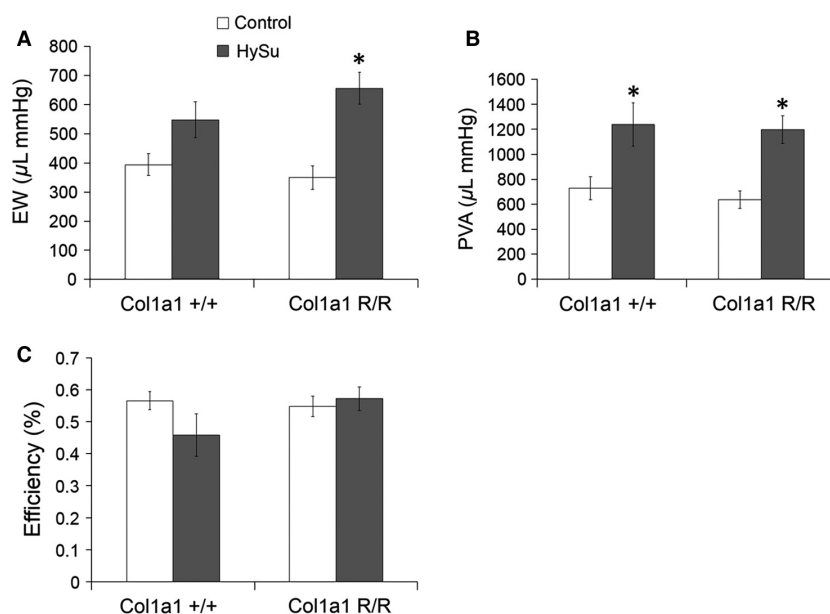 Control
HySu
A
EW (µL mmHg)
800
700
600
500
400
300
200
100
0
*
Col1a1 +/+
Col1a1 R/R
B
PVA (µL mmHg)
1600
1400
1200
1000
800
600
400
200
0
*
*
Col1a1 +/+
Col1a1 R/R
C
Efficiency (%)
0.7
0.6
0.5
0.4
0.3
0.2
0.1
0
Col1a1 +/+
Col1a1 R/R